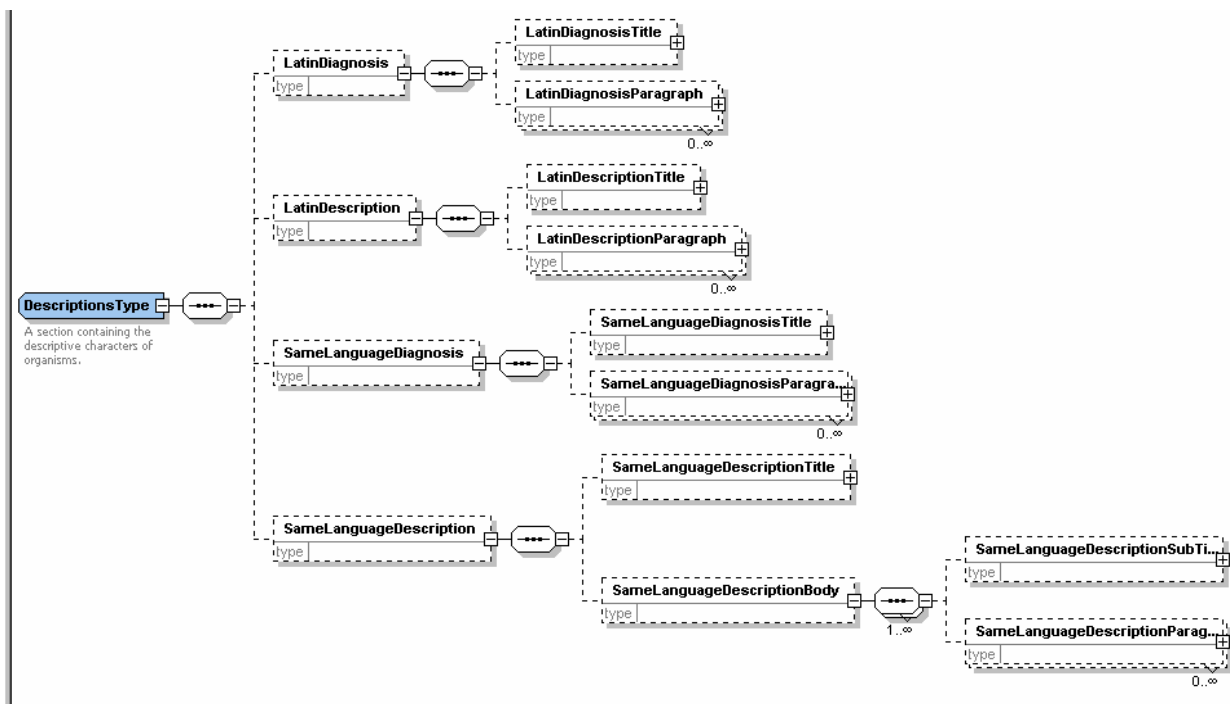 LatinDiagnosisTitle
type
LatinDiagnosis
type
LatinDiagnosisParagraph
type
0..∞
LatinDescriptionTitle
type
LatinDescription
type
LatinDescriptionParagraph
type
0..∞
DescriptionsType
A section containing the
descriptive characters of
organisms.
SameLanguageDiagnosisTitle
type
SameLanguageDiagnosis
type
SameLanguageDiagnosisParagra...
type
0..∞
SameLanguageDescriptionTitle
type
SameLanguageDescription
type
SameLanguageDescriptionBody
type
1..∞
SameLanguageDescriptionSubTi...
type
SameLanguageDescriptionParag...
type
0..∞